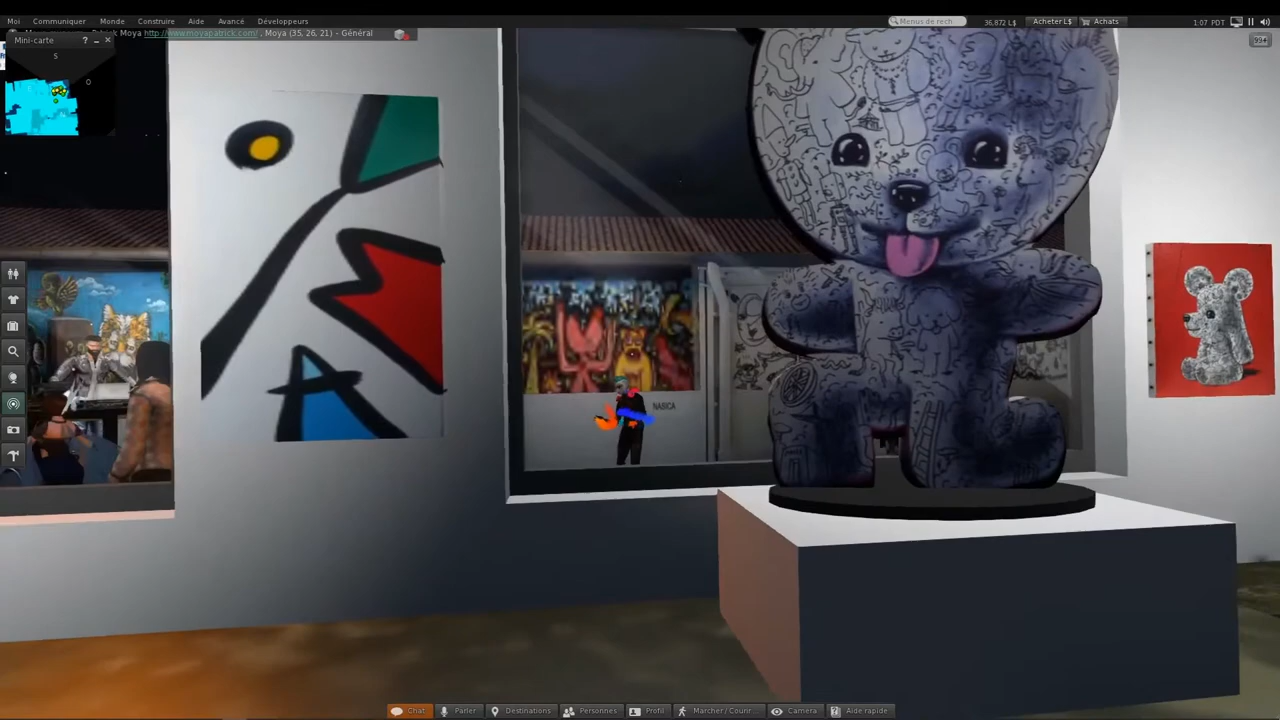 Moi Communiquer Monde Construire Aide Avancé Développeurs
Menus de rech 36,872 L$ Acheter L$ Achats 1:07 PDT
Moya http://www.moyapatrick.com/ , Moya (35, 26, 21) - Général
Mini-carte ? _ ×
99+
S
O
NASICA
Chat Parler Destinations Personnes Profil Marcher / Courir... Caméra Aide rapide